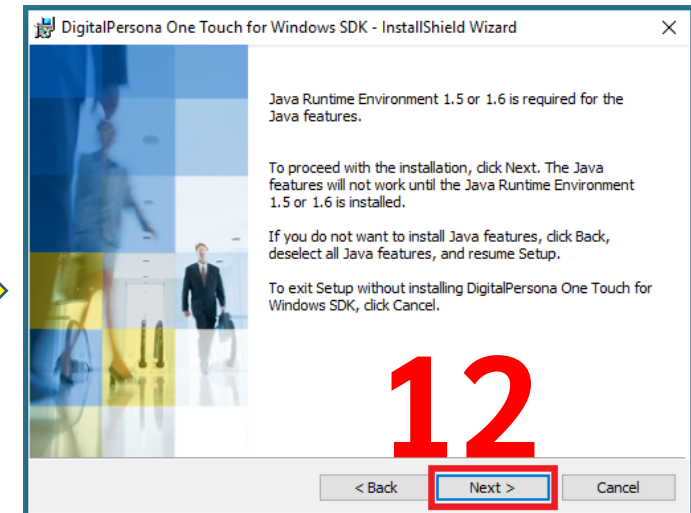 DigitalPersona One Touch for Windows SDK - InstallShield Wizard
Java Runtime Environment 1.5 or 1.6 is required for the
Java features.
To proceed with the installation, click Next. The Java
features will not work until the Java Runtime Environment
1.5 or 1.6 is installed.
If you do not want to install Java features, click Back,
deselect all Java features, and resume Setup.
To exit Setup without installing DigitalPersona One Touch for
Windows SDK, click Cancel.
12
< Back Next > Cancel